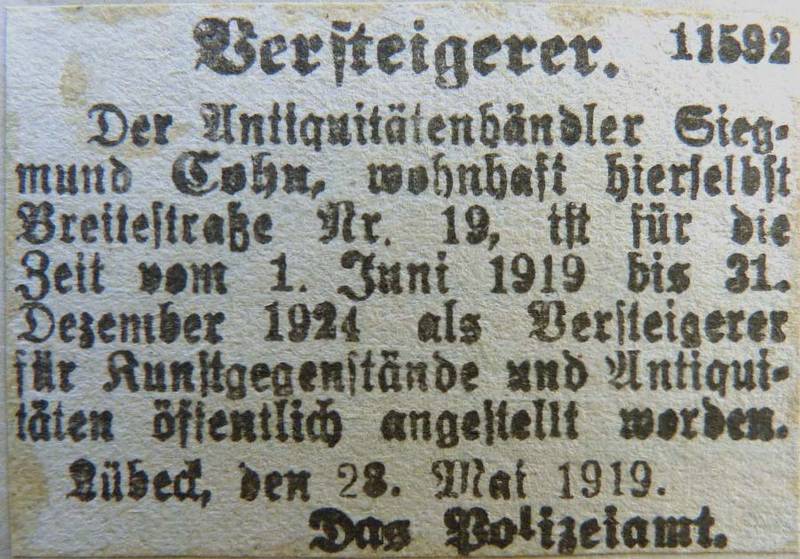 Versteigerer. 11592
Der Antiquitätenhändler Sieg-
mund Cohn, wohnhaft hierselbst
Breitestraße Nr. 19, ist für die
Zeit vom 1. Juni 1919 bis 31.
Dezember 1924 als Versteigerer
für Kunstgegenstände und Antiqui-
täten öffentlich angestellt worden.
Lübeck, den 28. Mai 1919.
Das Polizeiamt.